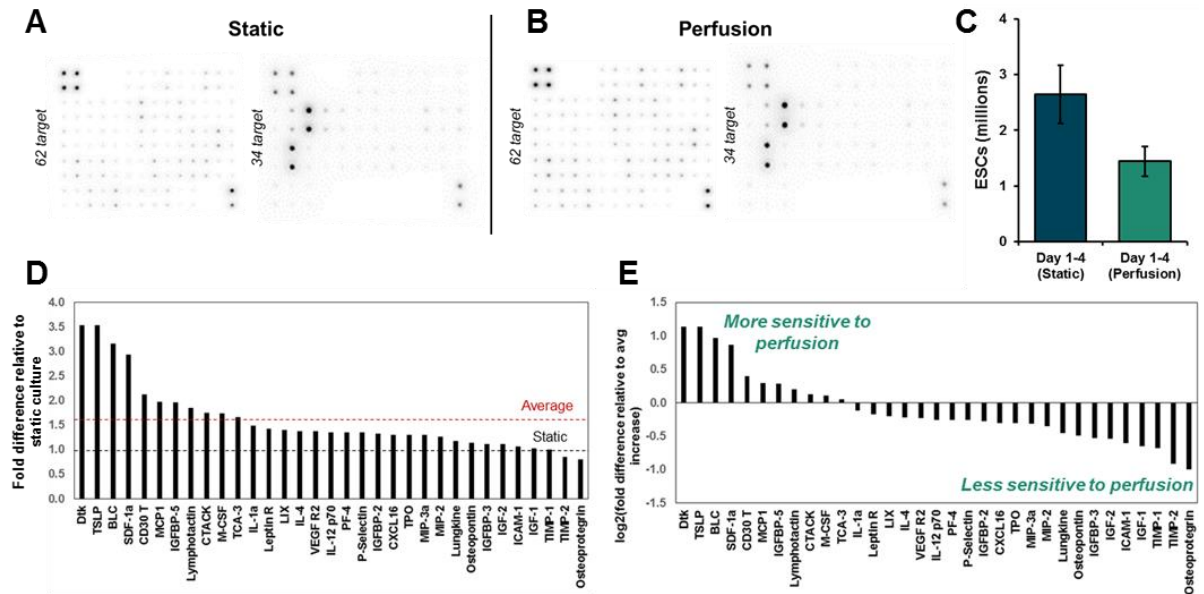 A
Static
62 target
34 target
B
Perfusion
62 target
34 target
C
ESCs (millions)
4
3
2
1
0
Day 1-4
(Static)
Day 1-4
(Perfusion)
D
Fold difference relative to
static culture
4.0
3.5
3.0
2.5
2.0
1.5
1.0
0.5
0.0
Average
Static
Dtk
TSLP
BLC
SDF-1a
CD30 T
MCP1
IGFBP-5
Lymphotactin
CTACK
M-CSF
TCA-3
IL-1a
Leptin R
LIX
IL-4
VEGF R2
IL-12 p70
PF-4
P-Selectin
IGFBP-2
CXCL16
TPO
MIP-3a
MIP-2
Lungkine
Osteopontin
IGFBP-3
IGF-2
ICAM-1
IGF-1
TIMP-1
TIMP-2
Osteoprotegrin
E
log2(fold difference relative to avg
increase)
1.5
1.0
0.5
0.0
-0.5
-1.0
-1.5
More sensitive to
perfusion
Less sensitive to perfusion
Dtk
TSLP
BLC
SDF-1a
CD30 T
MCP1
IGFBP-5
Lymphotactin
CTACK
M-CSF
TCA-3
IL-1a
Leptin R
LIX
IL-4
VEGF R2
IL-12 p70
PF-4
P-Selectin
IGFBP-2
CXCL16
TPO
MIP-3a
MIP-2
Lungkine
Osteopontin
IGFBP-3
IGF-2
ICAM-1
IGF-1
TIMP-1
TIMP-2
Osteoprotegrin